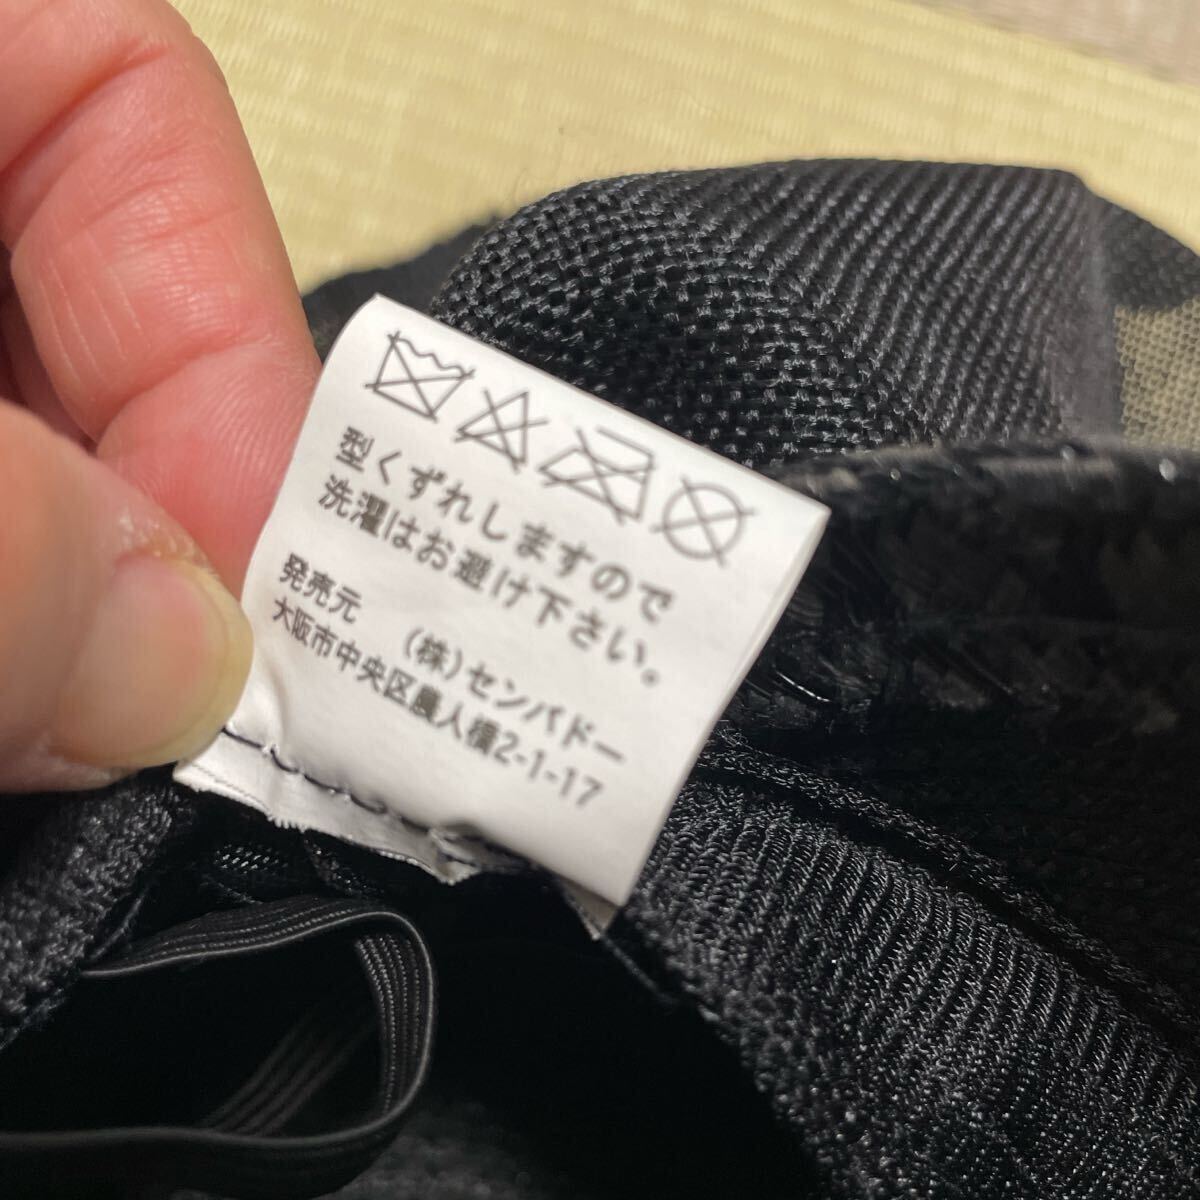 型くずれしますので
洗濯はお避け下さい。
発売元 (株)センバドー
大阪市中央区農人橋2-1-17